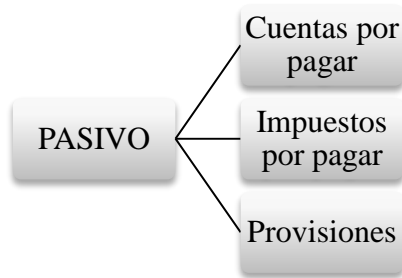 PASIVO
Cuentas por
pagar
Impuestos
por pagar
Provisiones